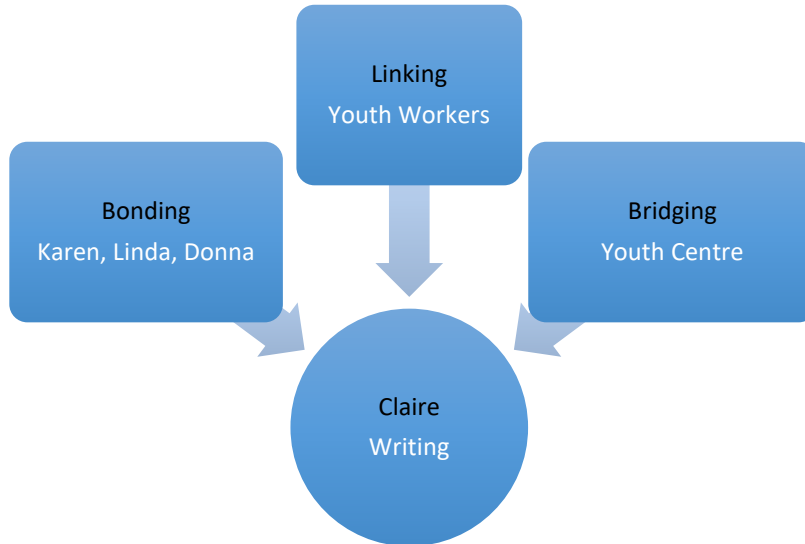 Linking
Youth Workers
Bonding
Karen, Linda, Donna
Bridging
Youth Centre
Claire
Writing